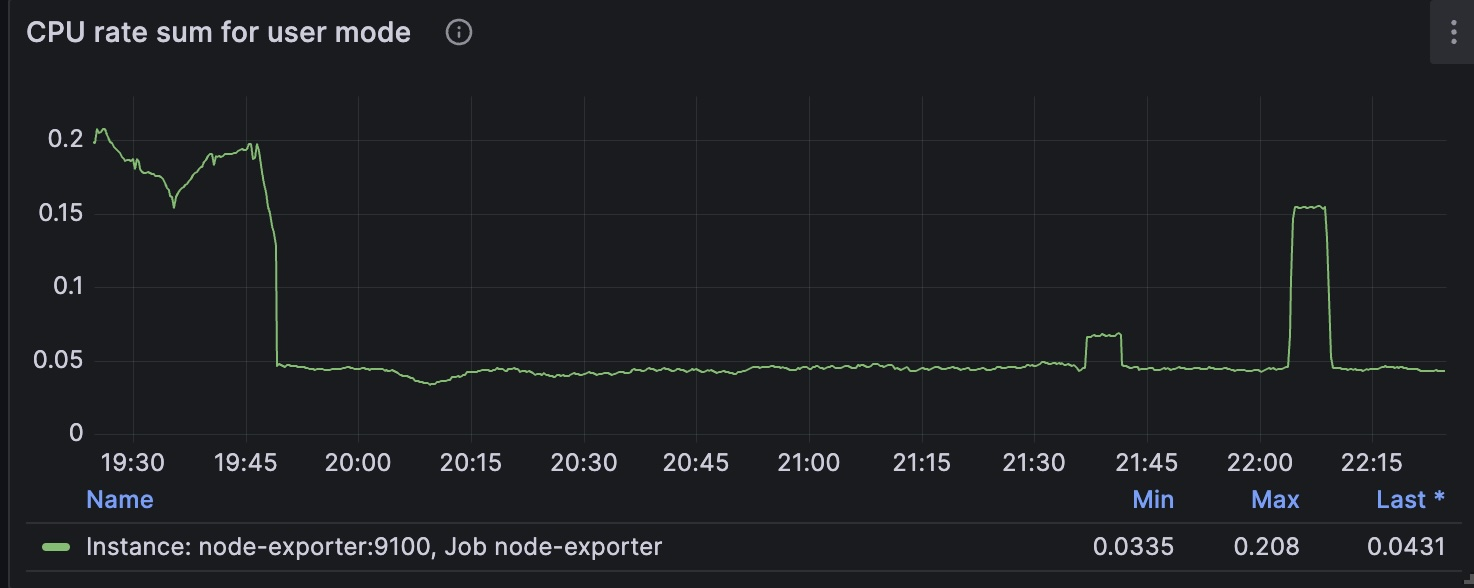 CPU rate sum for user mode
0.2
0.15
0.1
0.05
0
19:30 19:45 20:00 20:15 20:30 20:45 21:00 21:15 21:30 21:45 22:00 22:15
Name Min Max Last *
Instance: node-exporter:9100, Job node-exporter 0.0335 0.208 0.0431